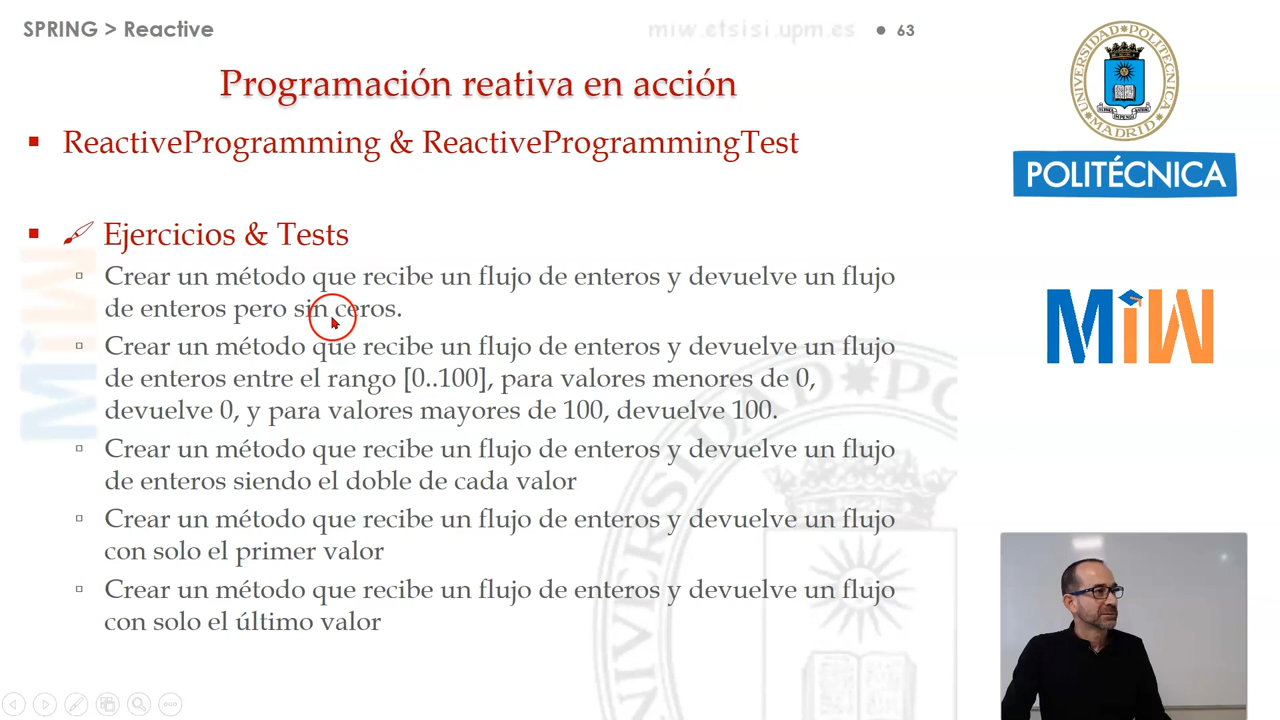 SPRING > Reactive
miw.etsisi.upm.es
63
Programación reativa en acción
ReactiveProgramming & ReactiveProgrammingTest
Ejercicios & Tests
Crear un método que recibe un flujo de enteros y devuelve un flujo
de enteros pero sin ceros.
Crear un método que recibe un flujo de enteros y devuelve un flujo
de enteros entre el rango [0..100], para valores menores de 0,
devuelve 0, y para valores mayores de 100, devuelve 100.
Crear un método que recibe un flujo de enteros y devuelve un flujo
de enteros siendo el doble de cada valor
Crear un método que recibe un flujo de enteros y devuelve un flujo
con solo el primer valor
Crear un método que recibe un flujo de enteros y devuelve un flujo
con solo el último valor
UNIVERSIDAD POLITÉCNICA
MADRID
POLITÉCNICA
MiW
MiW
UNIVERSIDAD POLITÉC